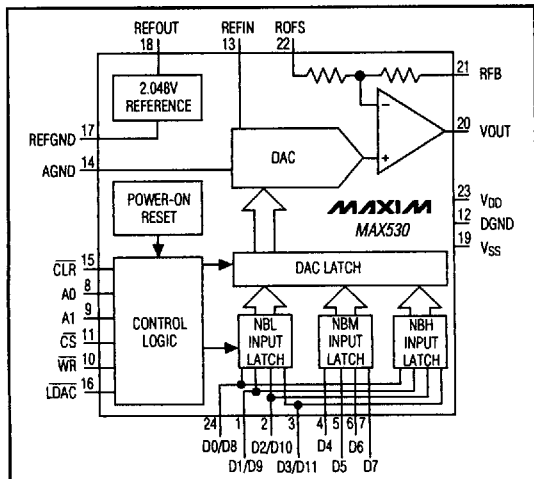 REFOUT REFIN ROFS
18 13 22
21 RFB
2.048V
REFERENCE
17
REFGND
20 VOUT
14
AGND
DAC
− +
POWER-ON
RESET
MAXIM
MAX530
23 VDD
12 DGND
19 VSS
15
CLR
8
A0
9
A1
11
CS
10
WR
16
LDAC
CONTROL
LOGIC
DAC LATCH
NBL
INPUT
LATCH
NBM
INPUT
LATCH
NBH
INPUT
LATCH
24 1 2 3 4 5 6 7
D0/D8 D2/D10 D4 D6
D1/D9 D3/D11 D5 D7